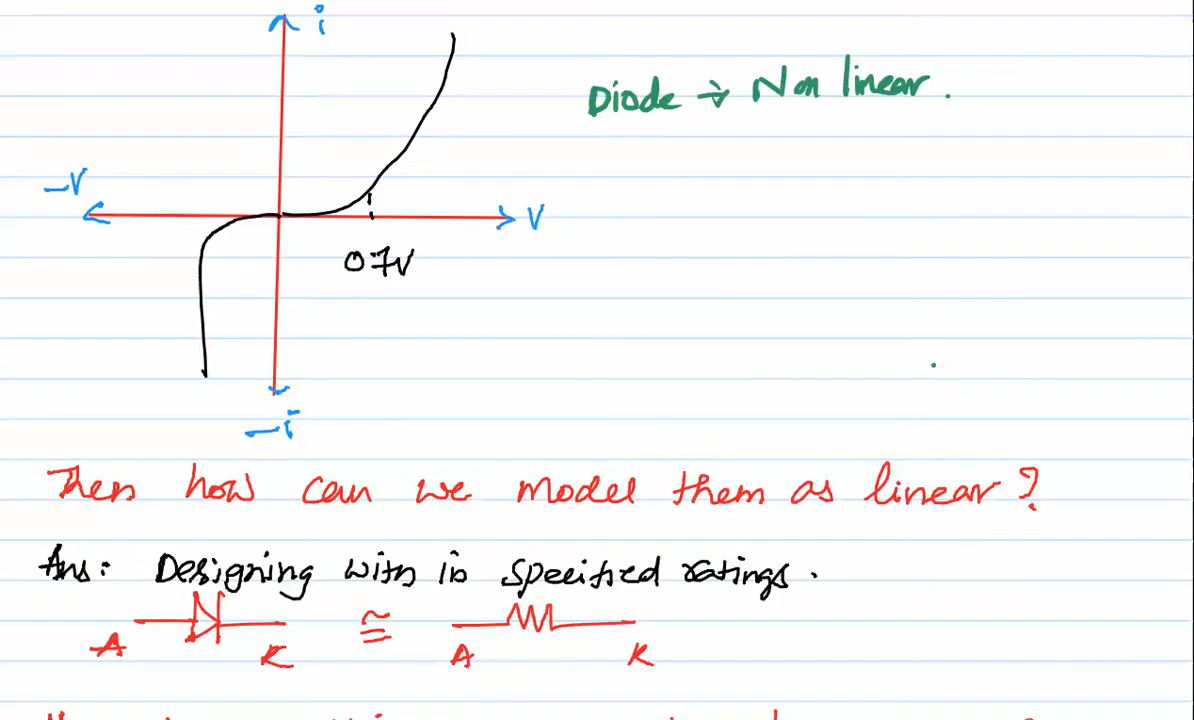 i
Diode → Non linear.
-V
V
0.7V
-i
Then how can we model them as linear?
Ans: Designing with in specified ratings.
A K ≅ A K